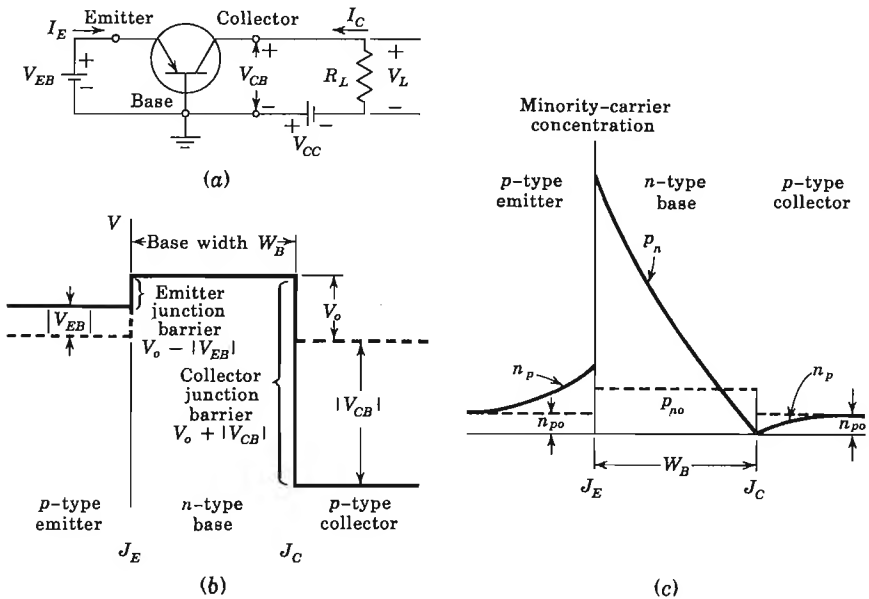 I_E
Emitter
Collector
I_C
+
V_EB
−
+
V_CB
−
R_L
+
V_L
−
Base
+
−
V_CC
(a)
V
Base width W_B
|V_EB|
Emitter
junction
barrier
V_o − |V_EB|
Collector
junction
barrier
V_o + |V_CB|
V_o
|V_CB|
p-type
emitter
n-type
base
p-type
collector
J_E
J_C
(b)
Minority-carrier
concentration
p-type
emitter
n-type
base
p-type
collector
p_n
n_p
n_po
p_no
n_p
n_po
W_B
J_E
J_C
(c)